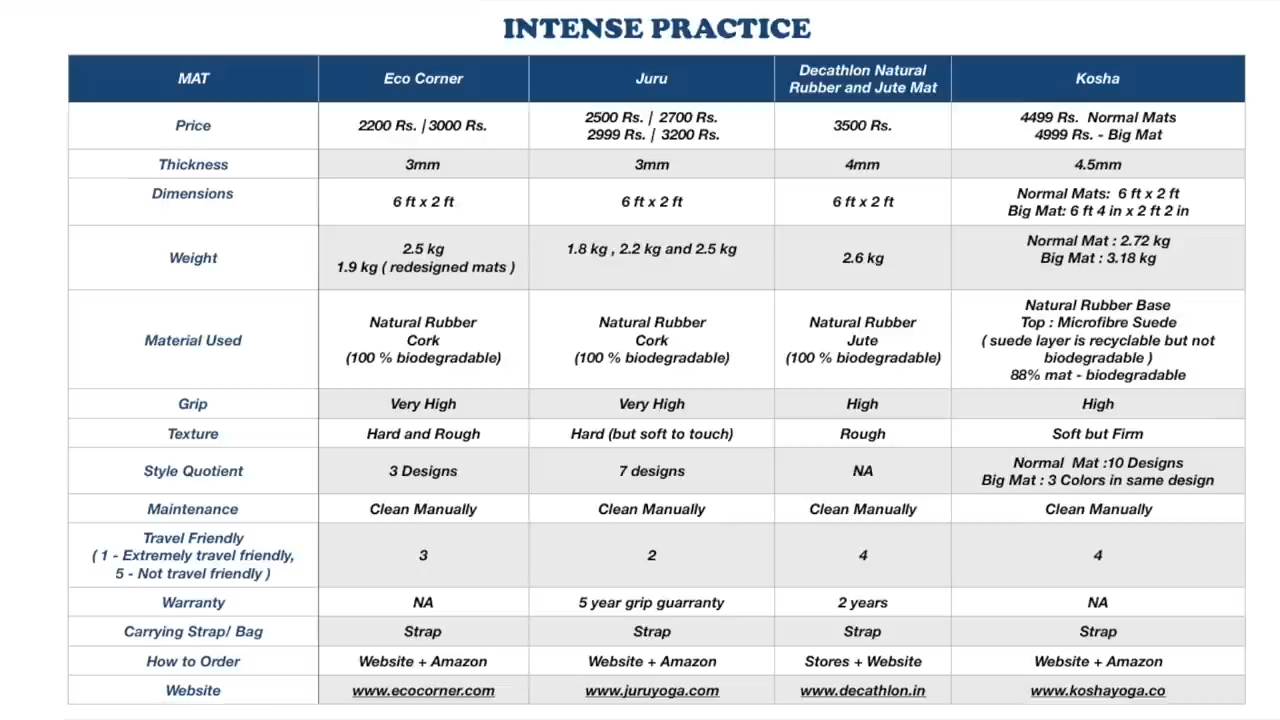 INTENSE PRACTICE
MAT
Eco Corner
Juru
Decathlon Natural
Rubber and Jute Mat
Kosha
Price
2200 Rs. |3000 Rs.
2500 Rs. | 2700 Rs.
2999 Rs. | 3200 Rs.
3500 Rs.
4499 Rs. Normal Mats
4999 Rs. - Big Mat
Thickness
3mm
3mm
4mm
4.5mm
Dimensions
6 ft x 2 ft
6 ft x 2 ft
6 ft x 2 ft
Normal Mats: 6 ft x 2 ft
Big Mat: 6 ft 4 in x 2 ft 2 in
Weight
2.5 kg
1.9 kg ( redesigned mats )
1.8 kg , 2.2 kg and 2.5 kg
2.6 kg
Normal Mat : 2.72 kg
Big Mat : 3.18 kg
Material Used
Natural Rubber
Cork
(100 % biodegradable)
Natural Rubber
Cork
(100 % biodegradable)
Natural Rubber
Jute
(100 % biodegradable)
Natural Rubber Base
Top : Microfibre Suede
( suede layer is recyclable but not
biodegradable )
88% mat - biodegradable
Grip
Very High
Very High
High
High
Texture
Hard and Rough
Hard (but soft to touch)
Rough
Soft but Firm
Style Quotient
3 Designs
7 designs
NA
Normal Mat :10 Designs
Big Mat : 3 Colors in same design
Maintenance
Clean Manually
Clean Manually
Clean Manually
Clean Manually
Travel Friendly
( 1 - Extremely travel friendly,
5 - Not travel friendly )
3
2
4
4
Warranty
NA
5 year grip guarranty
2 years
NA
Carrying Strap/ Bag
Strap
Strap
Strap
Strap
How to Order
Website + Amazon
Website + Amazon
Stores + Website
Website + Amazon
Website
www.ecocorner.com
www.juruyoga.com
www.decathlon.in
www.koshayoga.co